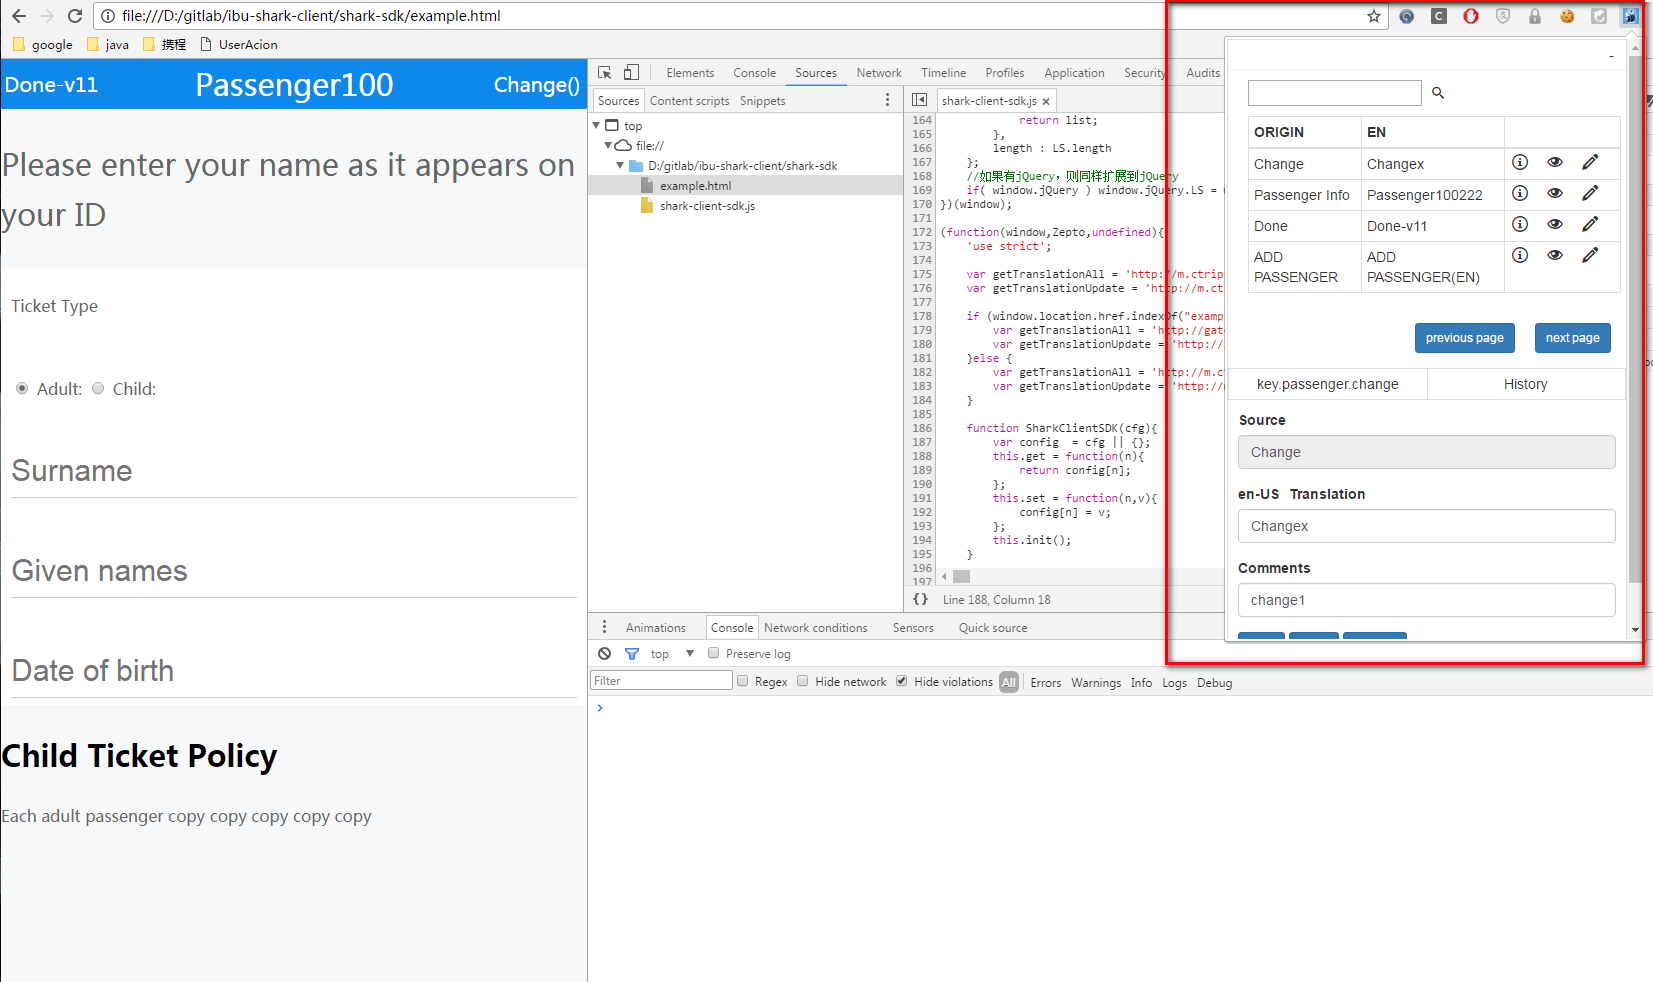 file:///D:/gitlab/ibu-shark-client/shark-sdk/example.html
google java 携程 UserAcion
Done-v11 Passenger100 Change()
Please enter your name as it appears on
your ID
Ticket Type
Adult: Child:
Surname
Given names
Date of birth
Child Ticket Policy
Each adult passenger copy copy copy copy copy
Elements Console Sources Network Timeline Profiles Application Security Audits
Sources Content scripts Snippets
top
file://
D:/gitlab/ibu-shark-client/shark-sdk
example.html
shark-client-sdk.js
shark-client-sdk.js ×
164 return list;
165 },
166 length : LS.length
167 };
168 //如果有jQuery，则同样扩展到jQuery
169 if( window.jQuery ) window.jQuery.LS =
170 })(window);
171
172 (function(window,Zepto,undefined){
173 'use strict';
174
175 var getTranslationAll = 'http://m.ctrip
176 var getTranslationUpdate = 'http://m.ct
177
178 if (window.location.href.indexOf("examp
179 var getTranslationAll = 'http://gat
180 var getTranslationUpdate = 'http://
181 }else {
182 var getTranslationAll = 'http://m.c
183 var getTranslationUpdate = 'http://
184 }
185
186 function SharkClientSDK(cfg){
187 var config = cfg || {};
188 this.get = function(n){
189 return config[n];
190 };
191 this.set = function(n,v){
192 config[n] = v;
193 };
194 this.init();
195 }
196
197
{} Line 188, Column 18
Animations Console Network conditions Sensors Quick source
top Preserve log
Filter Regex Hide network Hide violations All Errors Warnings Info Logs Debug
-
ORIGIN EN
Change Changex
Passenger Info Passenger100222
Done Done-v11
ADD PASSENGER ADD PASSENGER(EN)
previous page next page
key.passenger.change History
Source
Change
en-US Translation
Changex
Comments
change1